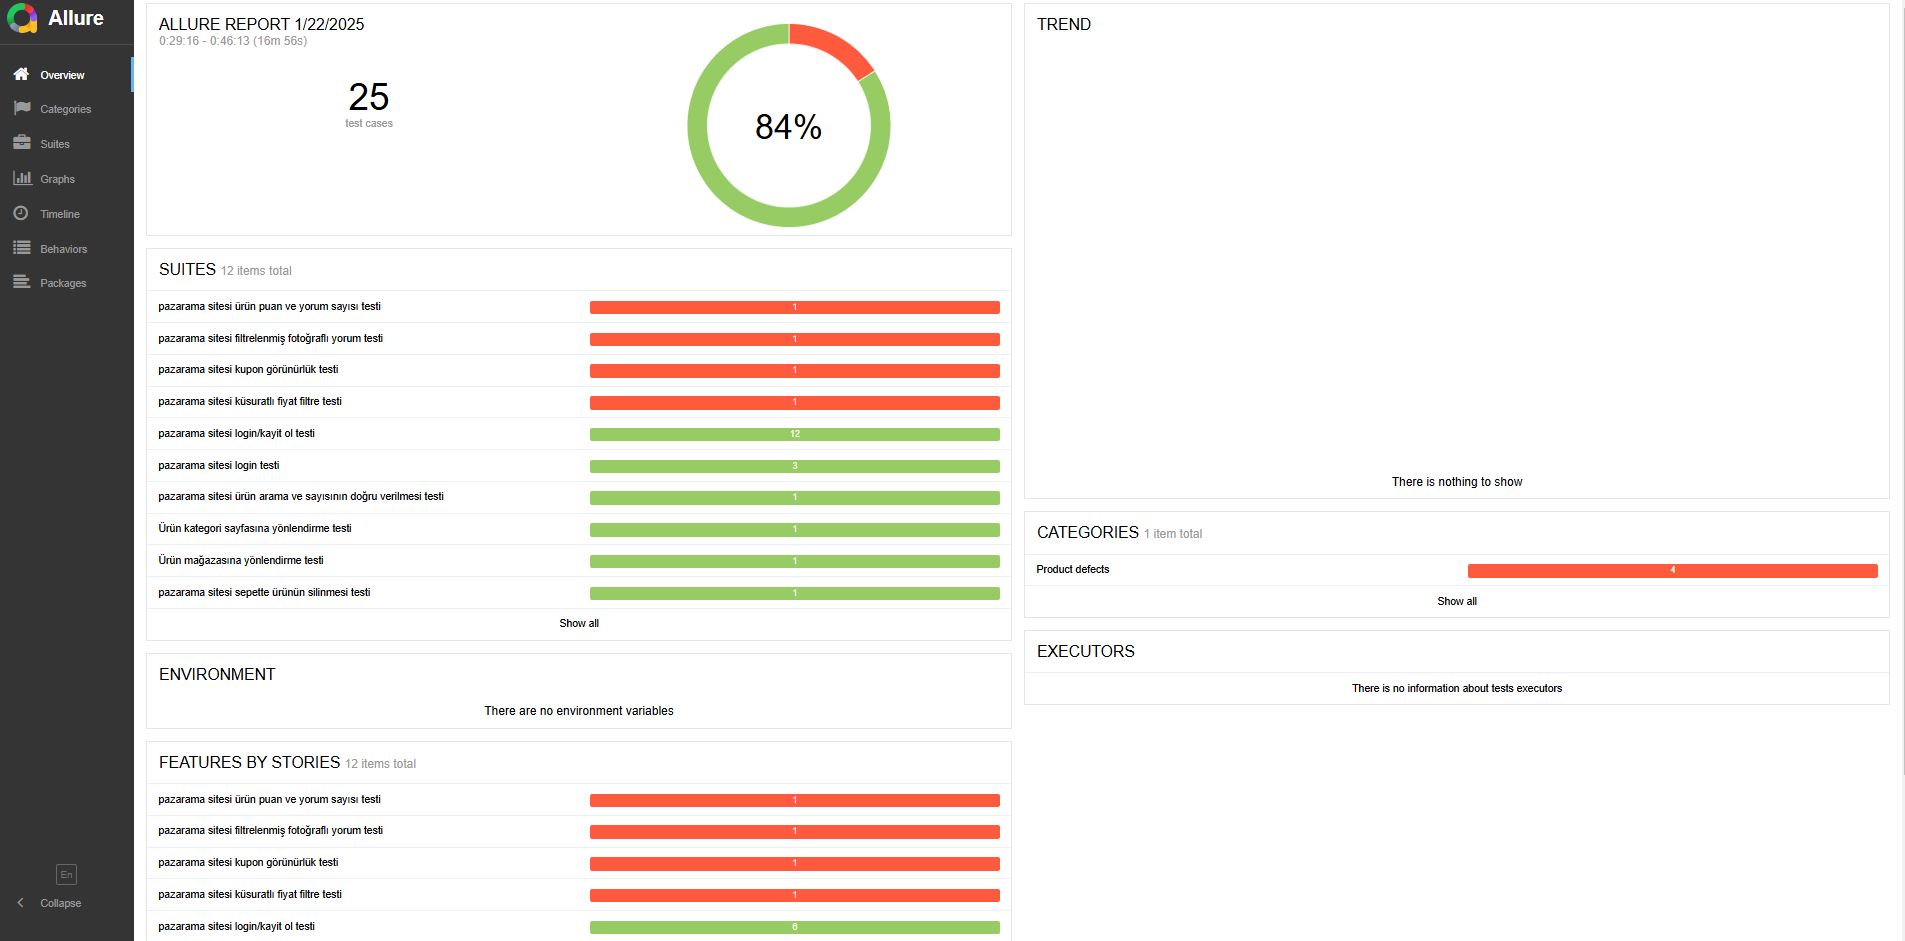 Allure
Overview
Categories
Suites
Graphs
Timeline
Behaviors
Packages
En
Collapse
ALLURE REPORT 1/22/2025
0:29:16 - 0:46:13 (16m 56s)
25
test cases
84%
SUITES 12 items total
pazarama sitesi ürün puan ve yorum sayısı testi 1
pazarama sitesi filtrelenmiş fotoğraflı yorum testi 1
pazarama sitesi kupon görünürlük testi 1
pazarama sitesi küsuratlı fiyat filtre testi 1
pazarama sitesi login/kayit ol testi 12
pazarama sitesi login testi 3
pazarama sitesi ürün arama ve sayısının doğru verilmesi testi 1
Ürün kategori sayfasına yönlendirme testi 1
Ürün mağazasına yönlendirme testi 1
pazarama sitesi sepette ürünün silinmesi testi 1
Show all
ENVIRONMENT
There are no environment variables
FEATURES BY STORIES 12 items total
pazarama sitesi ürün puan ve yorum sayısı testi 1
pazarama sitesi filtrelenmiş fotoğraflı yorum testi 1
pazarama sitesi kupon görünürlük testi 1
pazarama sitesi küsuratlı fiyat filtre testi 1
pazarama sitesi login/kayit ol testi 6
TREND
There is nothing to show
CATEGORIES 1 item total
Product defects 4
Show all
EXECUTORS
There is no information about tests executors